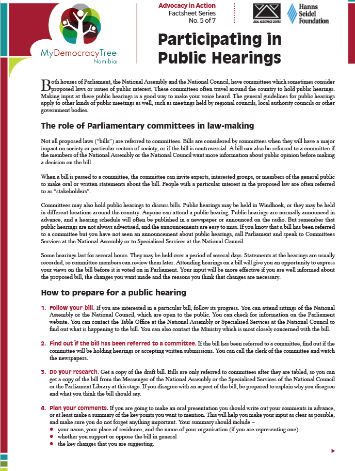 Advocacy in Action
Factsheet Series
No. 5 of 7
LEGAL ASSISTANCE CENTRE
Hanns
Seidel
Foundation
MyDemocracyTree
Namibia
Participating in
Public Hearings
Both houses of Parliament, the National Assembly and the National Council, have committees which sometimes consider
proposed laws or issues of public interest. These committees often travel around the country to hold public hearings.
Making input at these public hearings is a good way to make your voice heard. The general guidelines for public hearings
apply to other kinds of public meetings as well, such as meetings held by regional councils, local authority councils or other
government bodies.
The role of Parliamentary committees in law-making
Not all proposed laws ("bills") are referred to committees. Bills are considered by committees when they will have a major
impact on society or particular sectors of society, or if the bill is controversial. A bill can also be referred to a committee if
the members of the National Assembly or the National Council want more information about public opinion before making
a decision on the bill.
When a bill is passed to a committee, the committee can invite experts, interested groups, or members of the general public
to make oral or written statements about the bill. People with a particular interest in the proposed law are often referred
to as "stakeholders".
Committees may also hold public hearings to discuss bills. Public hearings may be held in Windhoek, or they may be held
in different locations around the country. Anyone can attend a public hearing. Public hearings are normally announced in
advance, and a hearing schedule will often be published in a newspaper or announced on the radio. But remember that
public hearings are not always advertised, and the announcements are easy to miss. If you know that a bill has been referred
to a committee but you have not seen an announcement about public hearings, call Parliament and speak to Committees
Services at the National Assembly or to Specialised Services at the National Council.
Some hearings last for several hours. They may be held over a period of several days. Statements at the hearings are usually
recorded, so committee members can review them later. Attending hearings on a bill will give you an opportunity to express
your views on the bill before it is voted on in Parliament. Your input will be more effective if you are well informed about
the proposed bill, the changes you want made and the reasons you think that changes are necessary.
How to prepare for a public hearing
1. Follow your bill. If you are interested in a particular bill, follow its progress. You can attend sittings of the National
Assembly or the National Council, which are open to the public. You can check for information on the Parliament
website. You can contact the Table Office at the National Assembly or Specialised Services at the National Council to
find out what is happening to the bill. You can also contact the Ministry which is most closely concerned with the bill.
2. Find out if the bill has been referred to a committee. If the bill has been referred to a committee, find out if the
committee will be holding hearings or accepting written submissions. You can call the clerk of the committee and watch
the newspapers.
3. Do your research. Get a copy of the draft bill. Bills are only referred to committees after they are tabled, so you can
get a copy of the bill from the Messenger of the National Assembly or the Specialised Services of the National Council
or the Parliament Library at this stage. If you disagree with an aspect of the bill, be prepared to explain why you disagree
and what you think the bill should say.
4. Plan your comments. If you are going to make an oral presentation you should write out your comments in advance,
or at least make a summary of the key points you want to mention. This will help you make your input as clear as possible,
and make sure you do not forget anything important. Your summary should include –
• your name, your place of residence, and the name of your organisation (if you are representing one)
• whether you support or oppose the bill in general
• the key changes that you are suggesting.